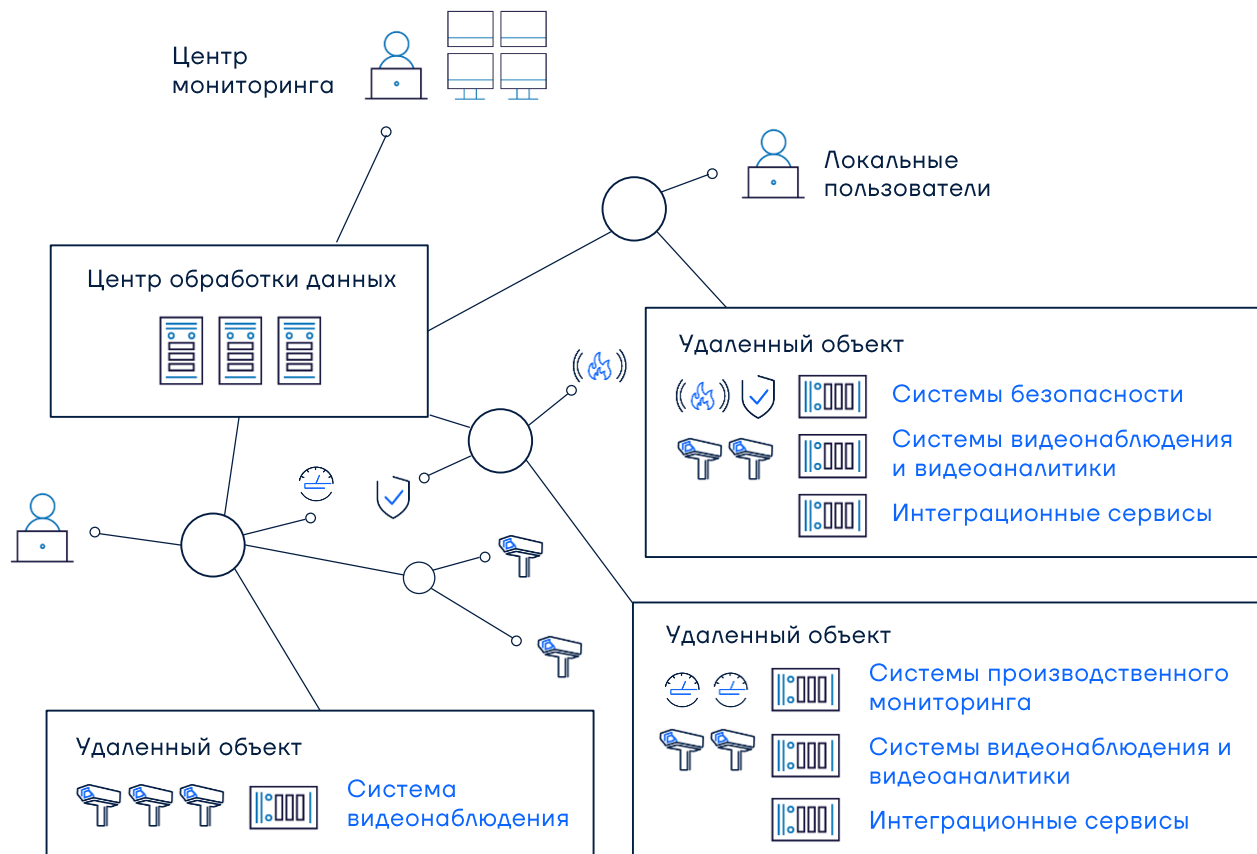 Центр
мониторинга
Локальные
пользователи
Центр обработки данных
Удаленный объект
Системы безопасности
Системы видеонаблюдения
и видеоаналитики
Интеграционные сервисы
Удаленный объект
Системы производственного
мониторинга
Системы видеонаблюдения и
видеоаналитики
Интеграционные сервисы
Удаленный объект
Система
видеонаблюдения